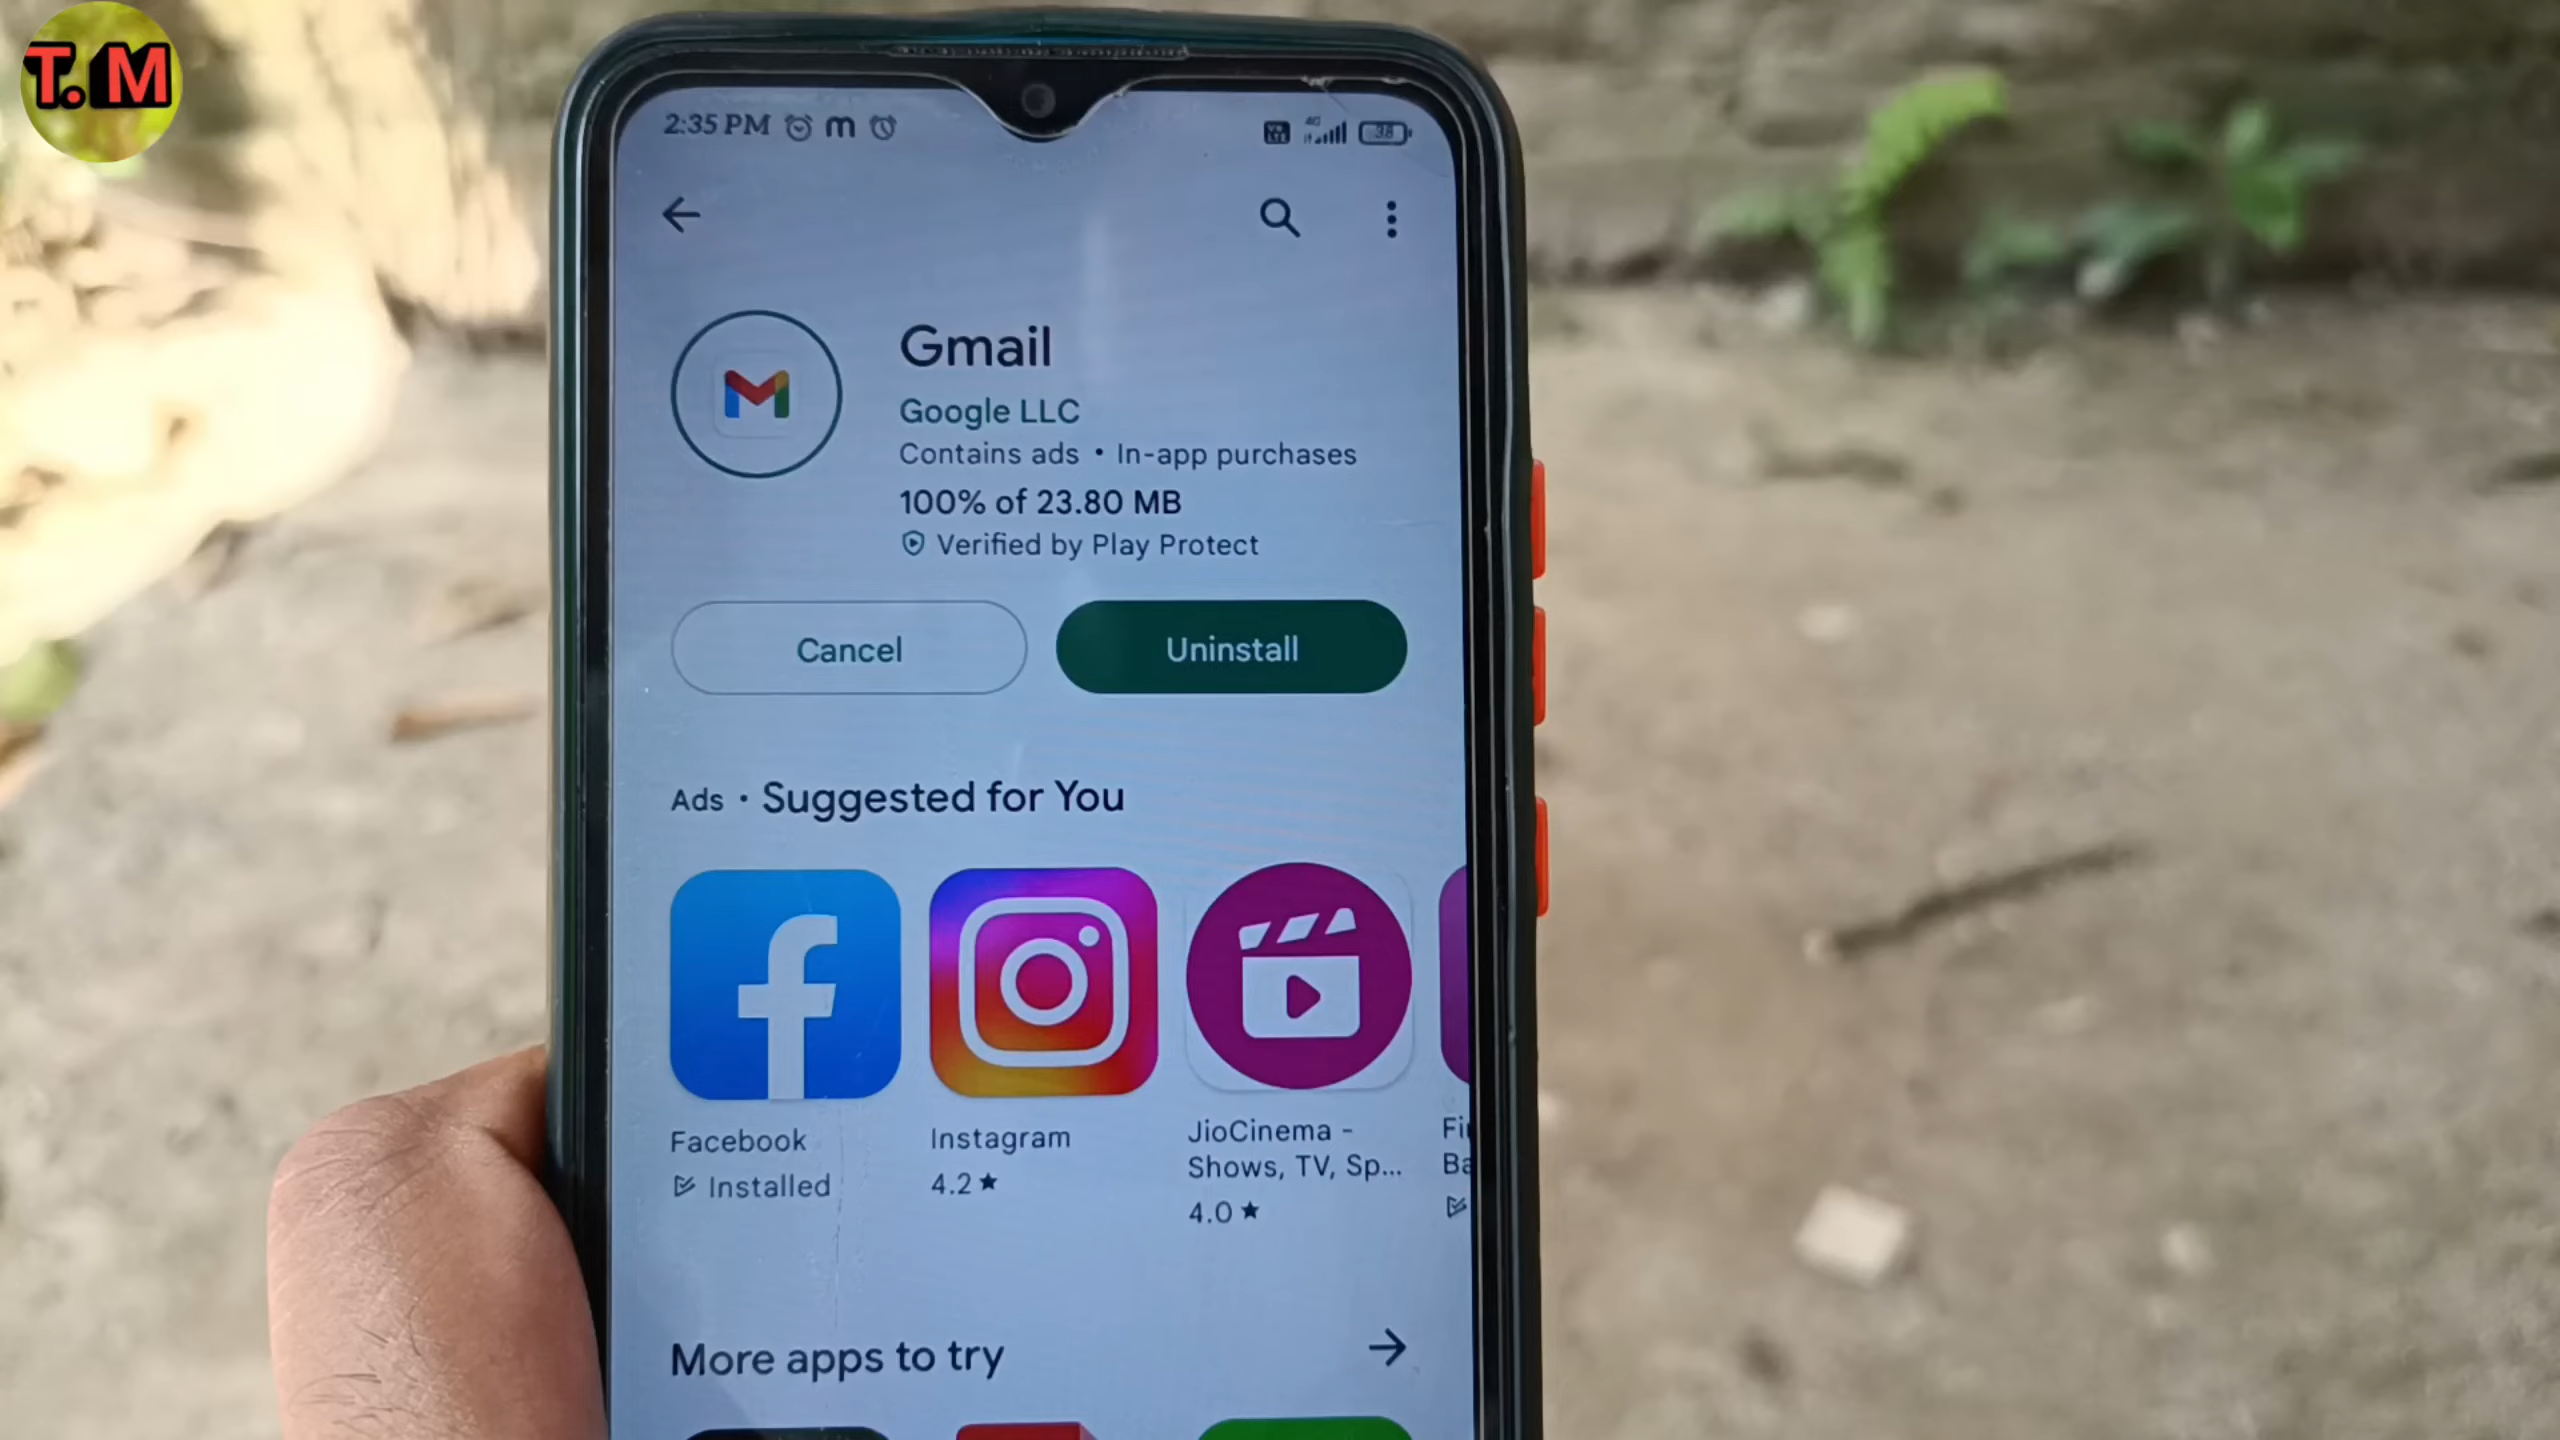 T.M
2:35 PM
4G
38
Gmail
Google LLC
Contains ads • In-app purchases
100% of 23.80 MB
Verified by Play Protect
Cancel
Uninstall
Ads • Suggested for You
Facebook
Installed
Instagram
4.2 ★
JioCinema -
Shows, TV, Sp...
4.0 ★
More apps to try